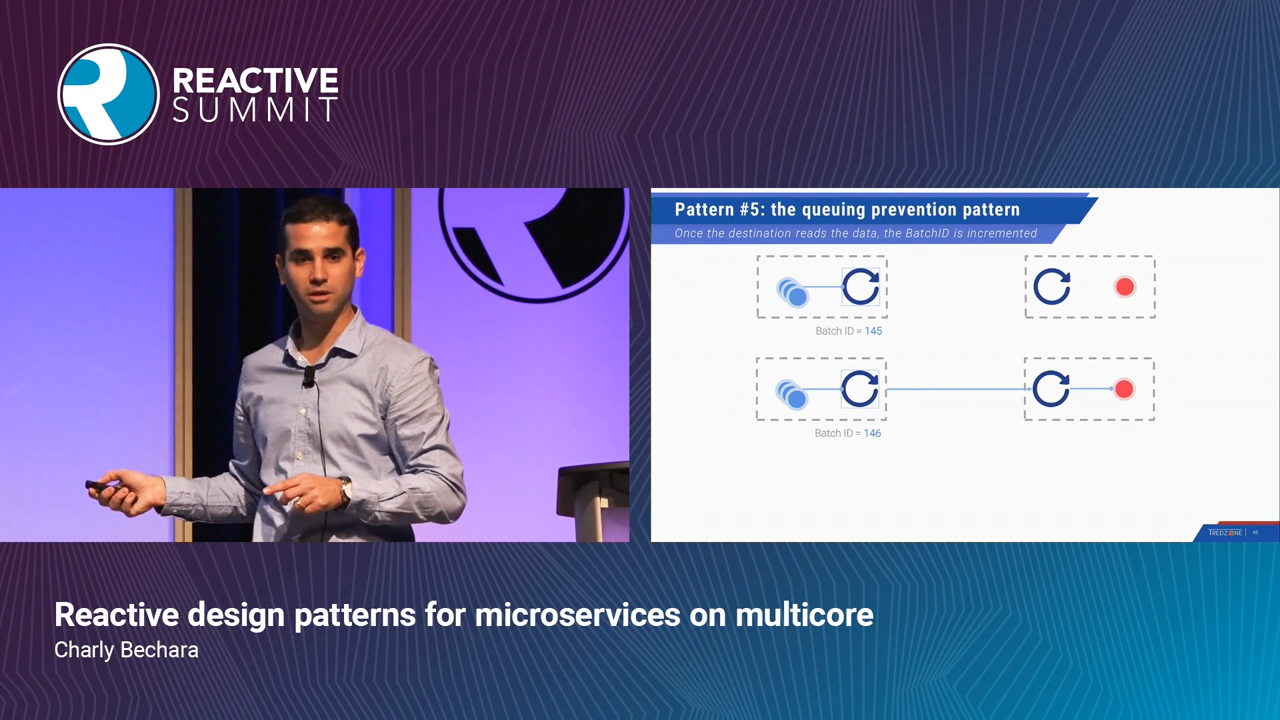 REACTIVE
SUMMIT
Pattern #5: the queuing prevention pattern
Once the destination reads the data, the BatchID is incremented
Batch ID = 145
Batch ID = 146
TREDZONE
Reactive design patterns for microservices on multicore
Charly Bechara